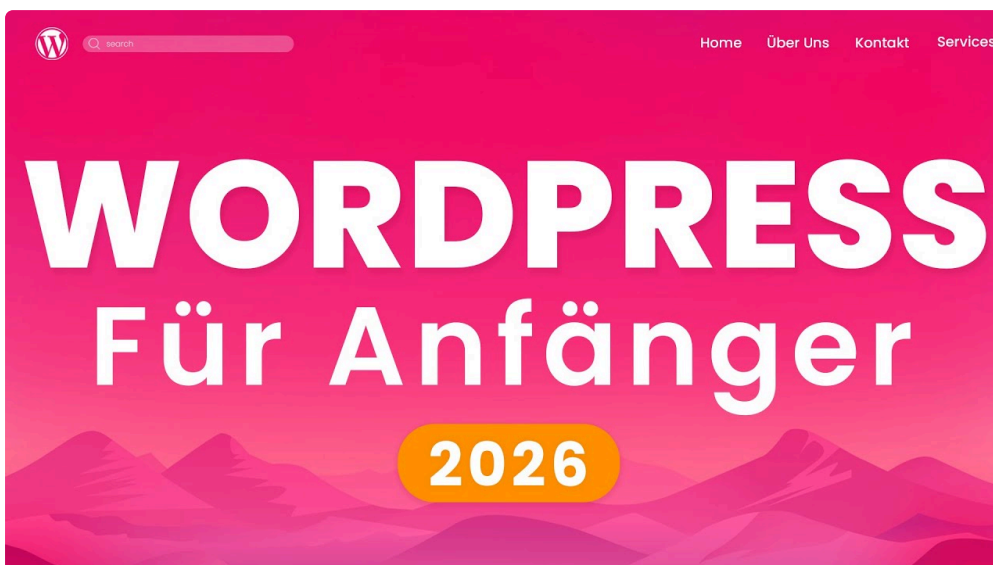 search
Home Über Uns Kontakt Services
WORDPRESS
Für Anfänger
2026